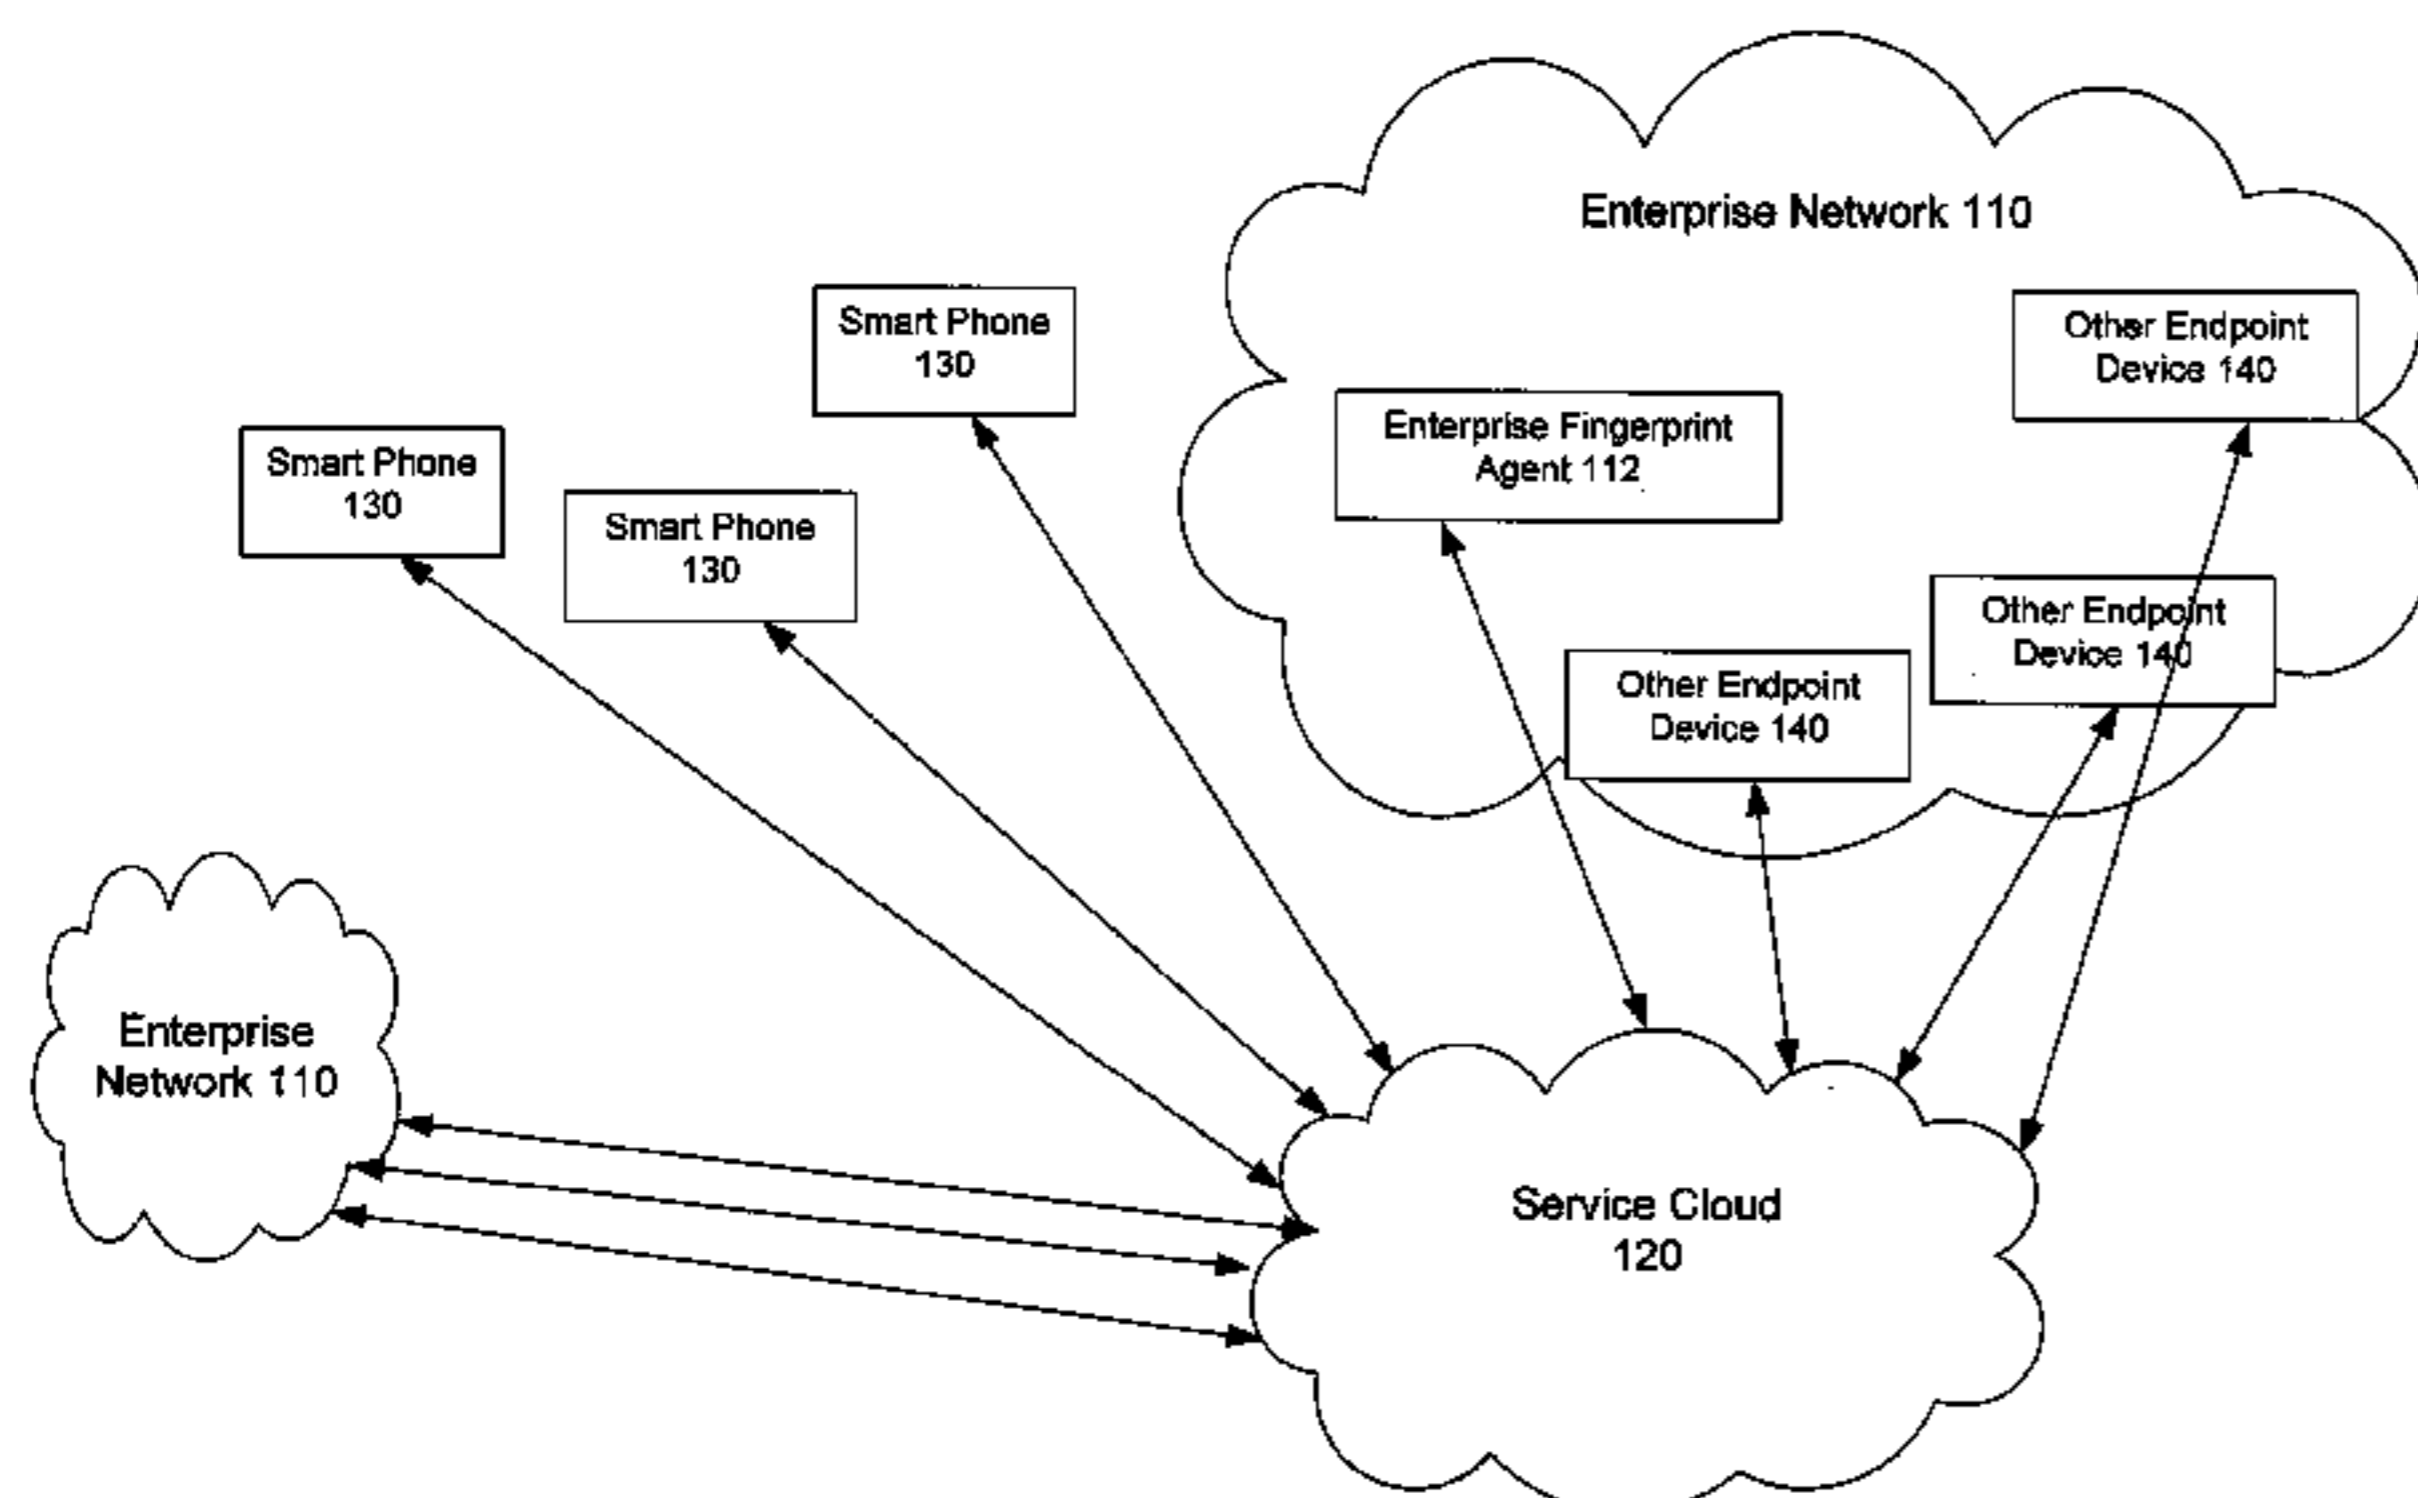 Enterprise Network 110
Smart Phone
130
Other Endpoint
Device 140
Enterprise Fingerprint
Agent 112
Smart Phone
130
Smart Phone
130
Other Endpoint
Device 140
Other Endpoint
Device 140
Enterprise
Network 110
Service Cloud
120